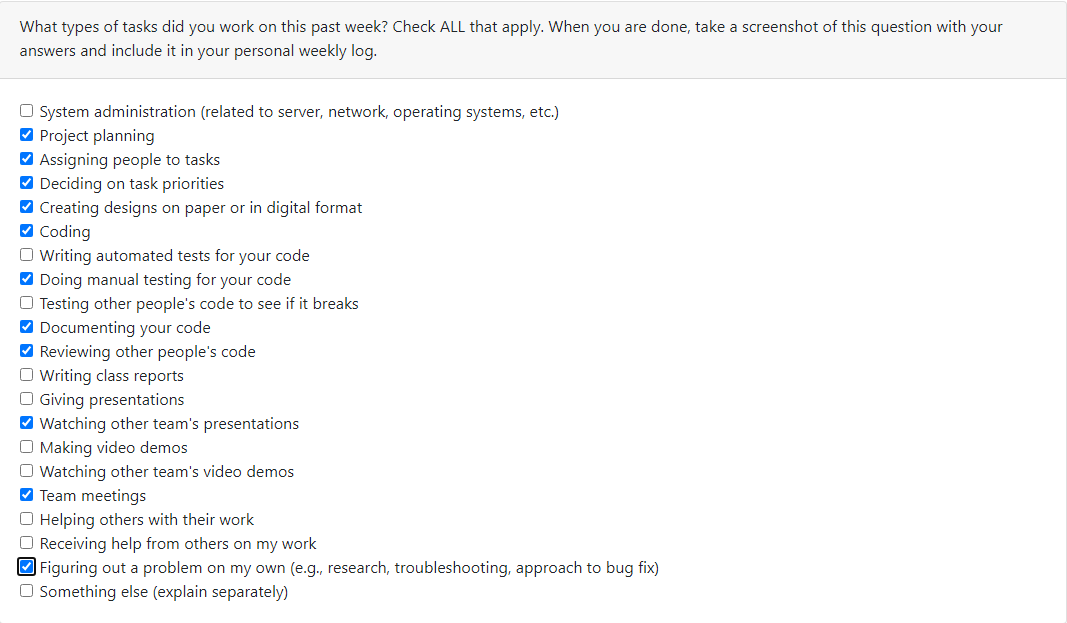 What types of tasks did you work on this past week? Check ALL that apply. When you are done, take a screenshot of this question with your
answers and include it in your personal weekly log.
System administration (related to server, network, operating systems, etc.)
Project planning
Assigning people to tasks
Deciding on task priorities
Creating designs on paper or in digital format
Coding
Writing automated tests for your code
Doing manual testing for your code
Testing other people's code to see if it breaks
Documenting your code
Reviewing other people's code
Writing class reports
Giving presentations
Watching other team's presentations
Making video demos
Watching other team's video demos
Team meetings
Helping others with their work
Receiving help from others on my work
Figuring out a problem on my own (e.g., research, troubleshooting, approach to bug fix)
Something else (explain separately)